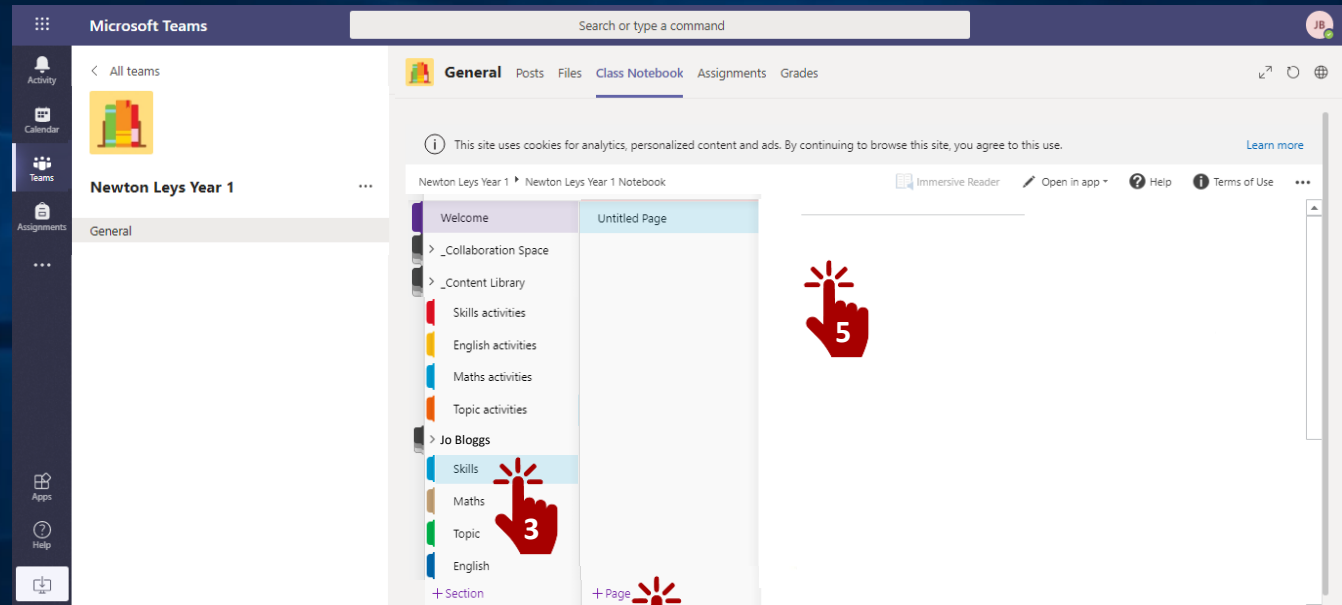 Microsoft Teams
Search or type a command
JB
Activity
Calendar
Teams
Assignments
Apps
Help
All teams
Newton Leys Year 1
General
General Posts Files Class Notebook Assignments Grades
This site uses cookies for analytics, personalized content and ads. By continuing to browse this site, you agree to this use.
Learn more
Newton Leys Year 1 Newton Leys Year 1 Notebook
Immersive Reader Open in app Help Terms of Use
Welcome
_Collaboration Space
_Content Library
Skills activities
English activities
Maths activities
Topic activities
Jo Bloggs
Skills
Maths
Topic
English
+ Section
Untitled Page
+ Page
3
5